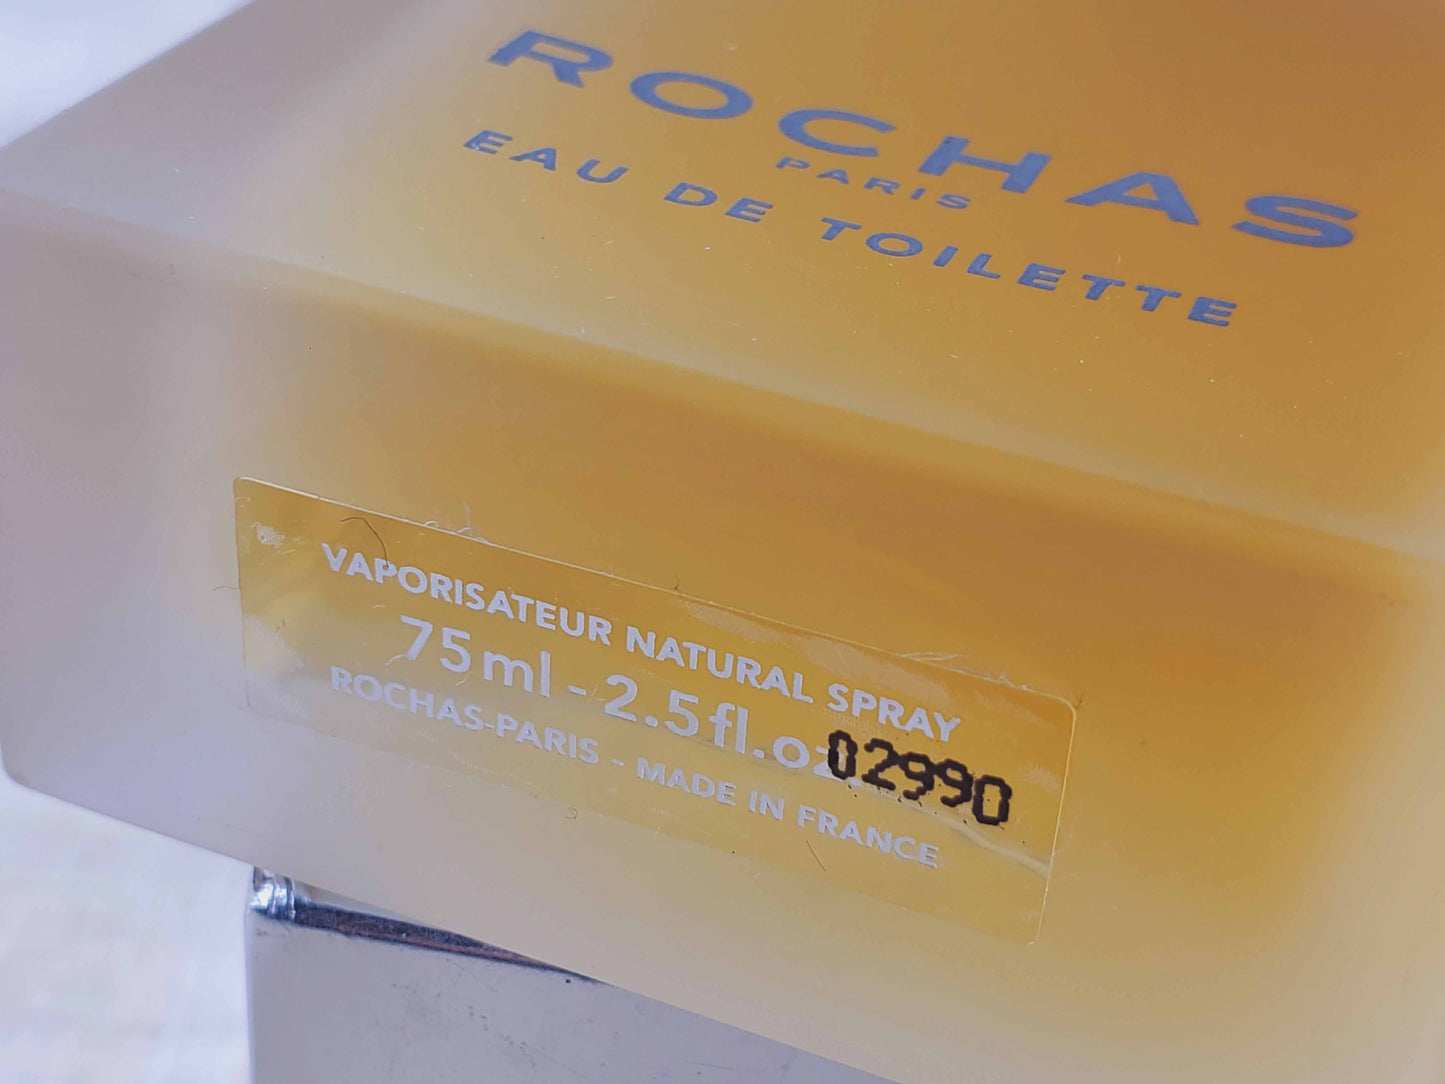 ROCHAS
PARIS
EAU DE TOILETTE
VAPORISATEUR NATURAL SPRAY
75 ml - 2.5 fl.oz.
02990
ROCHAS-PARIS - MADE IN FRANCE